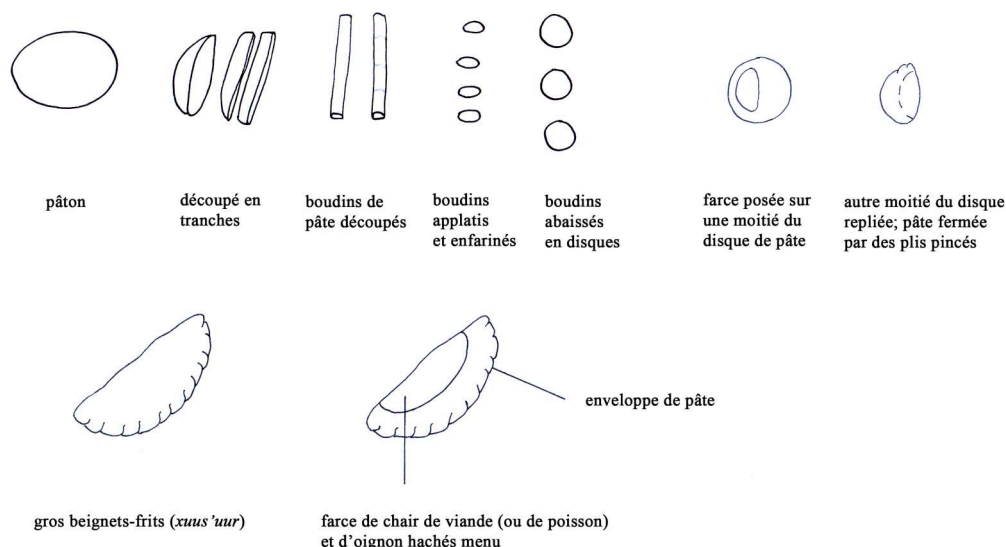 pâton
découpé en
tranches
boudins de
pâte découpés
boudins
applatis
et enfarinés
boudins
abaissés
en disques
farce posée sur
une moitié du
disque de pâte
autre moitié du disque
repliée; pâte fermée
par des plis pincés
enveloppe de pâte
gros beignets-frits (xuus'uur)
farce de chair de viande (ou de poisson)
et d'oignon hachés menu